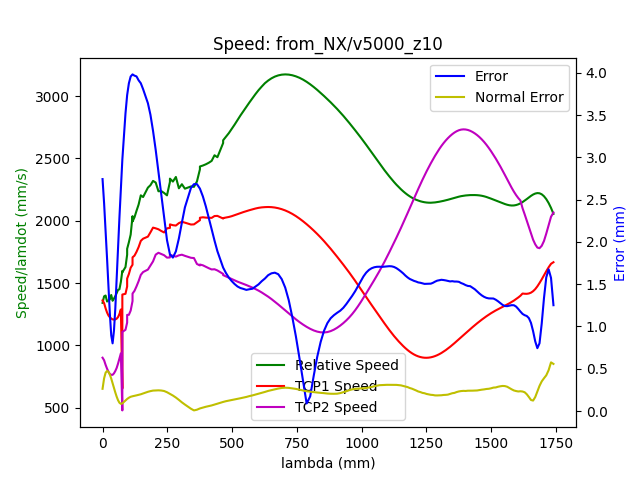 Speed: from_NX/v5000_z10
Error
Normal Error
Relative Speed
TCP1 Speed
TCP2 Speed
Speed/lamdot (mm/s)
3000
2500
2000
1500
1000
500
4.0
3.5
3.0
2.5
2.0
1.5
1.0
0.5
0.0
Error (mm)
0 250 500 750 1000 1250 1500 1750
lambda (mm)